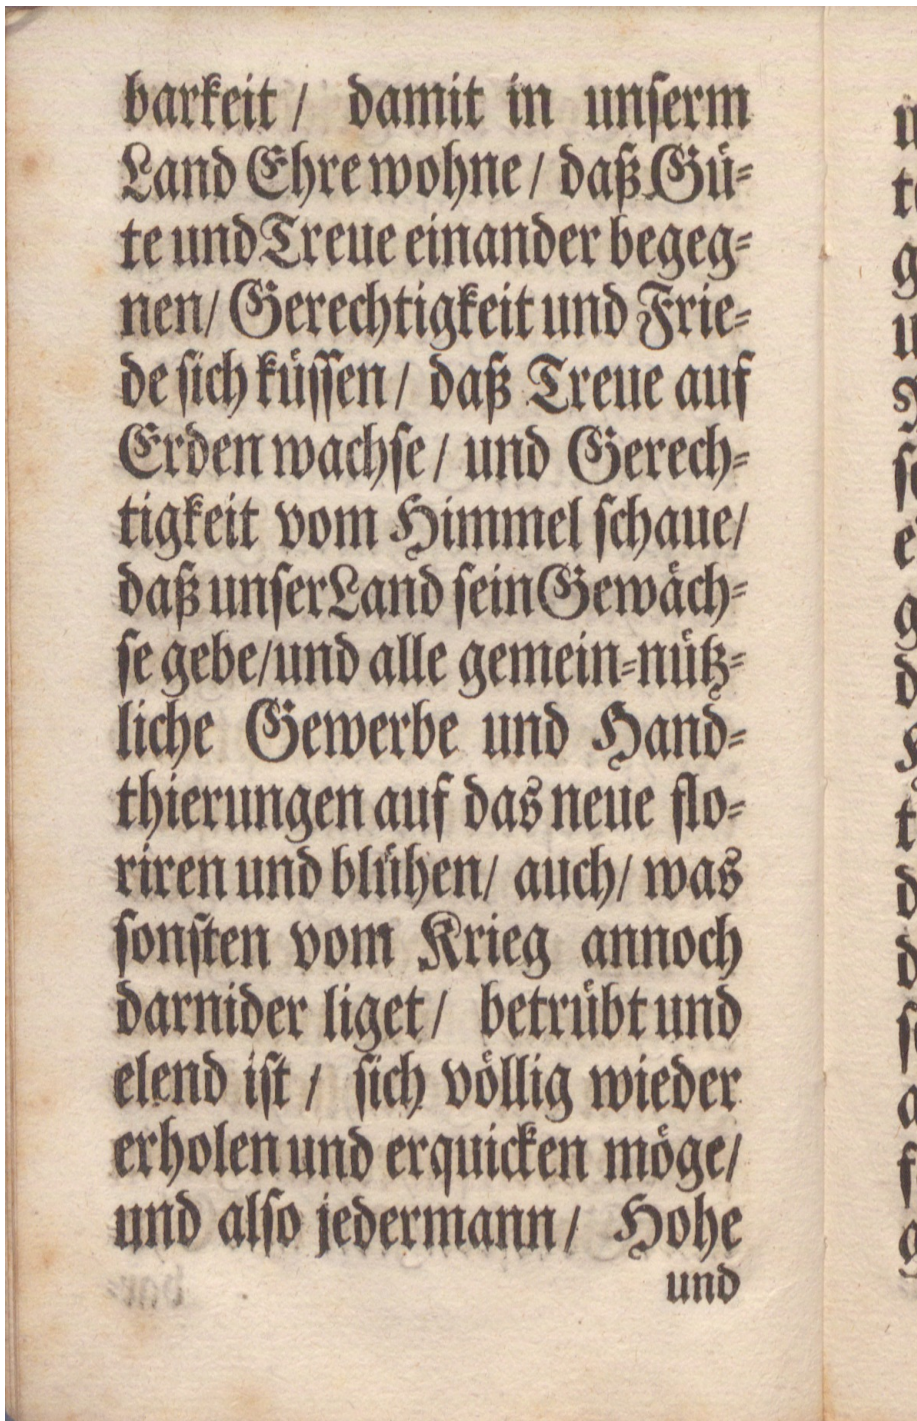 barkeit / damit in unserm
Land Ehre wohne / daß Gü-
te und Treue einander begeg-
nen / Gerechtigkeit und Frie-
de sich küssen / daß Treue auf
Erden wachse / und Gerech-
tigkeit vom Himmel schaue /
daß unser Land sein Gewäch-
se gebe / und alle gemein-nütz-
liche Gewerbe und Hand-
thierungen auf das neue flo-
riren und blühen / auch / was
sonsten vom Krieg annoch
darnider liget / betrübt und
elend ist / sich völlig wieder
erholen und erquicken möge /
und also jedermann / Hohe
und